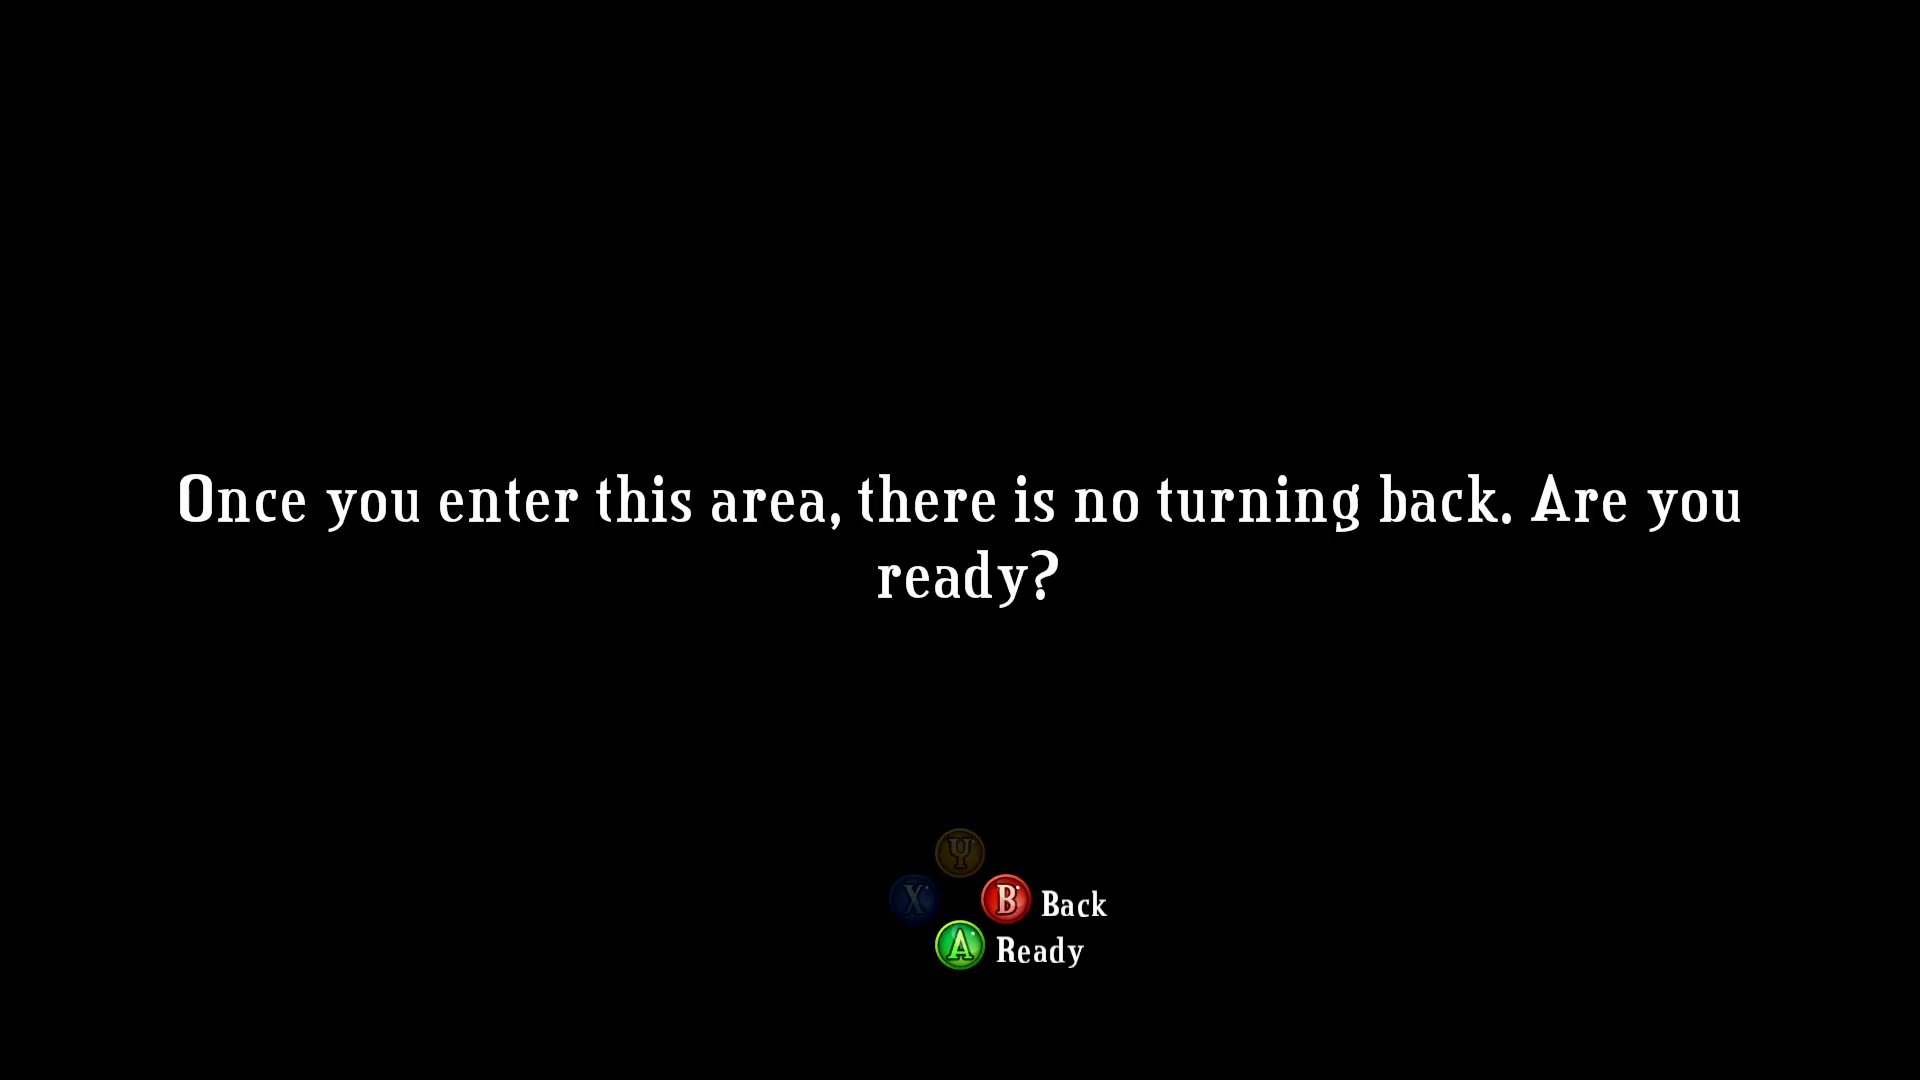 Once you enter this area, there is no turning back. Are you
ready?
Y
X
B Back
A Ready